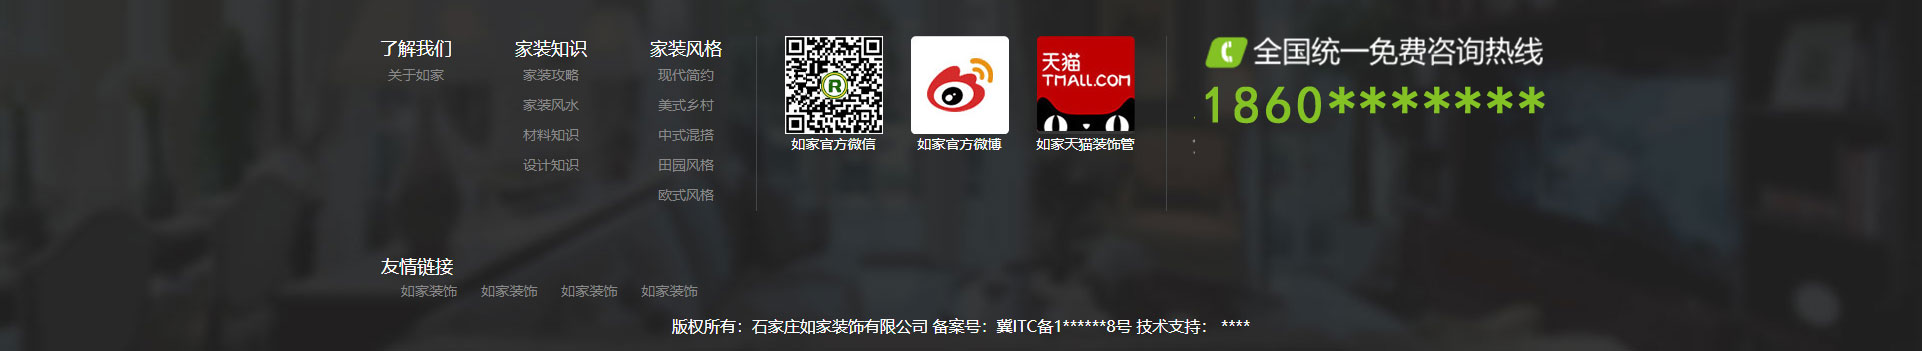 了解我们
关于如家
家装知识
家装攻略
家装风水
材料知识
设计知识
家装风格
现代简约
美式乡村
中式混搭
田园风格
欧式风格
R
如家官方微信
如家官方微博
天猫
TMALL.COM
如家天猫装饰管
全国统一免费咨询热线
1860*******
友情链接
如家装饰 如家装饰 如家装饰 如家装饰
版权所有：石家庄如家装饰有限公司 备案号：冀ITC备1******8号 技术支持： ****